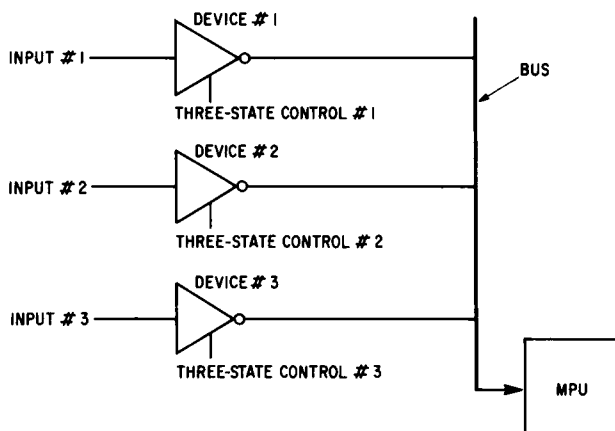 DEVICE #1
INPUT #1
BUS
THREE-STATE CONTROL #1
DEVICE #2
INPUT #2
THREE-STATE CONTROL #2
DEVICE #3
INPUT #3
THREE-STATE CONTROL #3
MPU